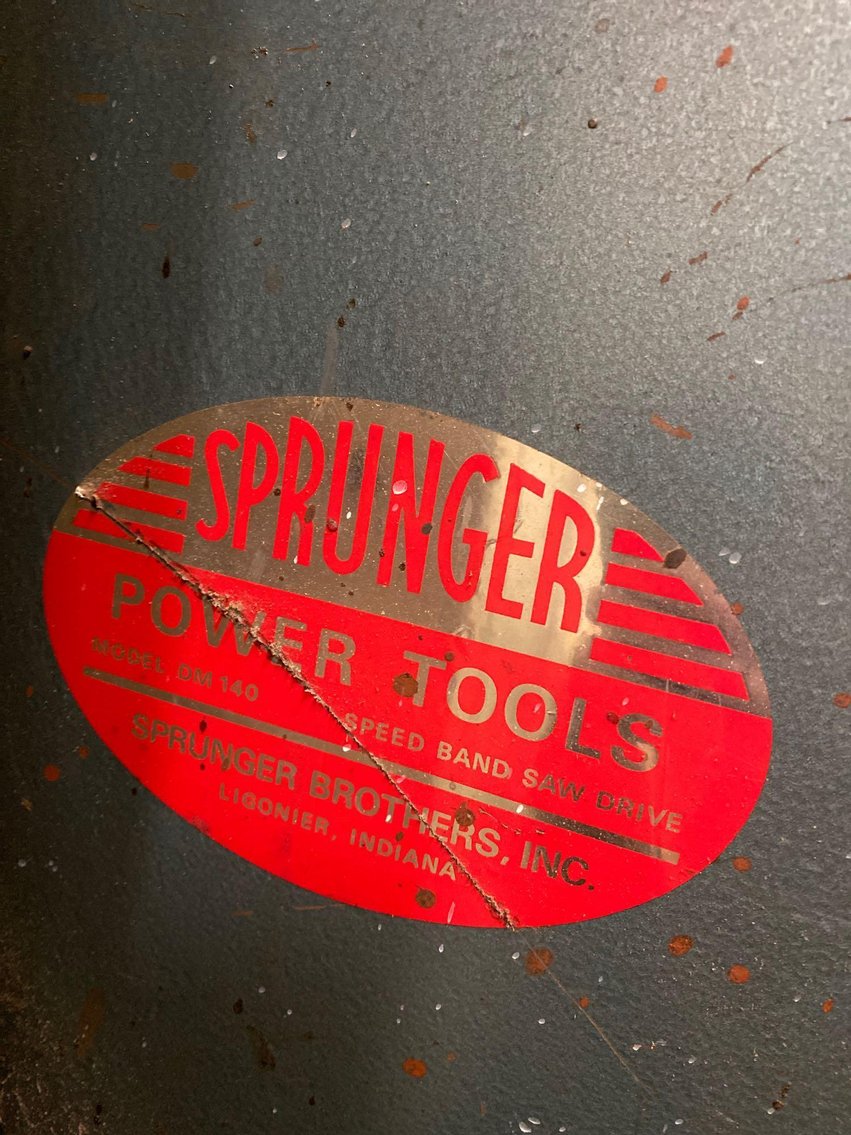 SPRUNGER
POWER TOOLS
MODEL DM 140 SPEED BAND SAW DRIVE
SPRUNGER BROTHERS, INC.
LIGONIER, INDIANA